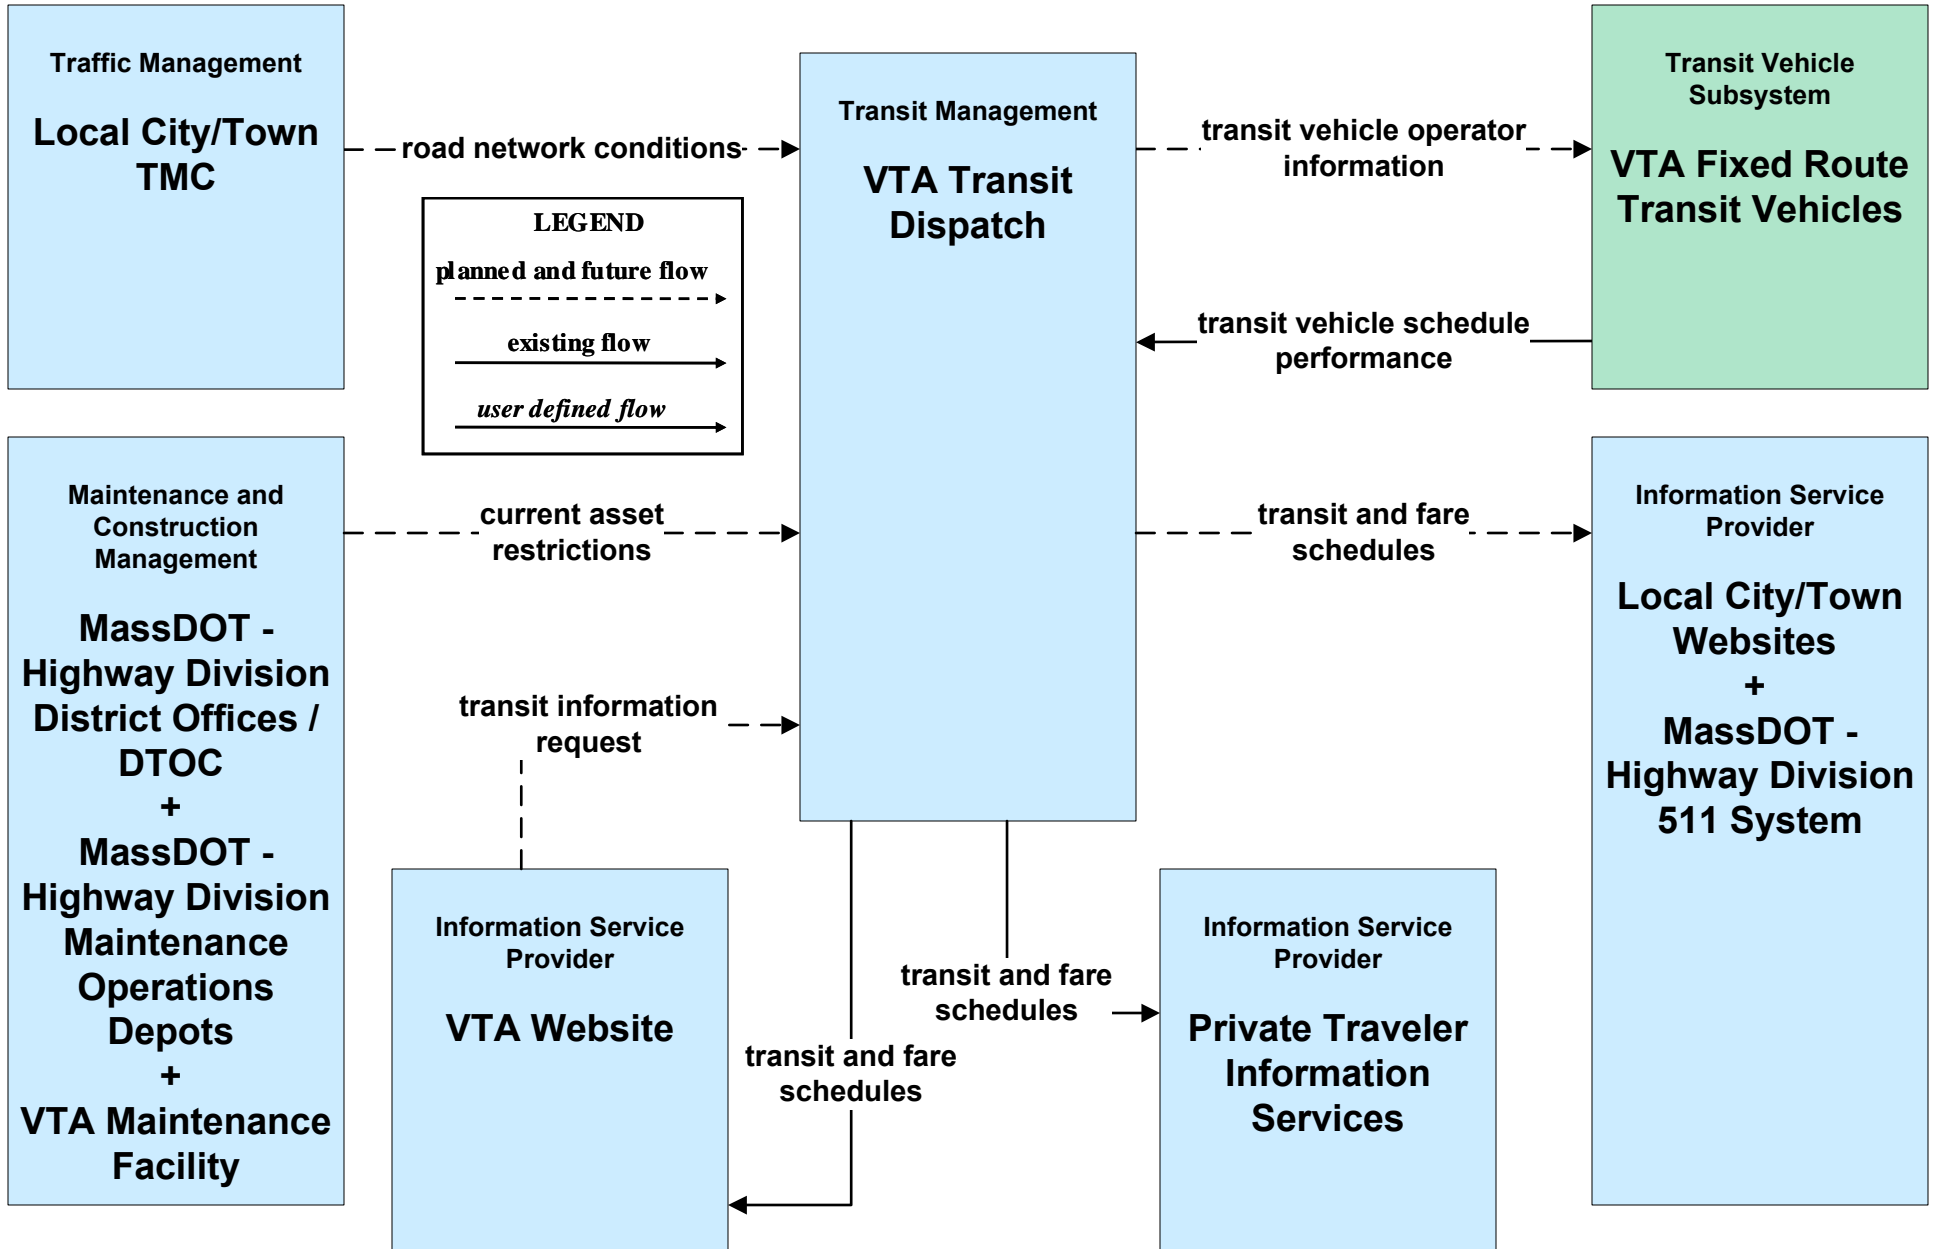 Traffic Management
Local City/Town
TMC
road network conditions
LEGEND
planned and future flow
existing flow
user defined flow
Transit Management
VTA Transit
Dispatch
transit vehicle operator
information
Transit Vehicle
Subsystem
VTA Fixed Route
Transit Vehicles
transit vehicle schedule
performance
Maintenance and
Construction
Management
MassDOT -
Highway Division
District Offices /
DTOC
+
MassDOT -
Highway Division
Maintenance
Operations
Depots
+
VTA Maintenance
Facility
current asset
restrictions
transit information
request
transit and fare
schedules
Information Service
Provider
Local City/Town
Websites
+
MassDOT -
Highway Division
511 System
Information Service
Provider
VTA Website
transit and fare
schedules
transit and fare
schedules
Information Service
Provider
Private Traveler
Information
Services